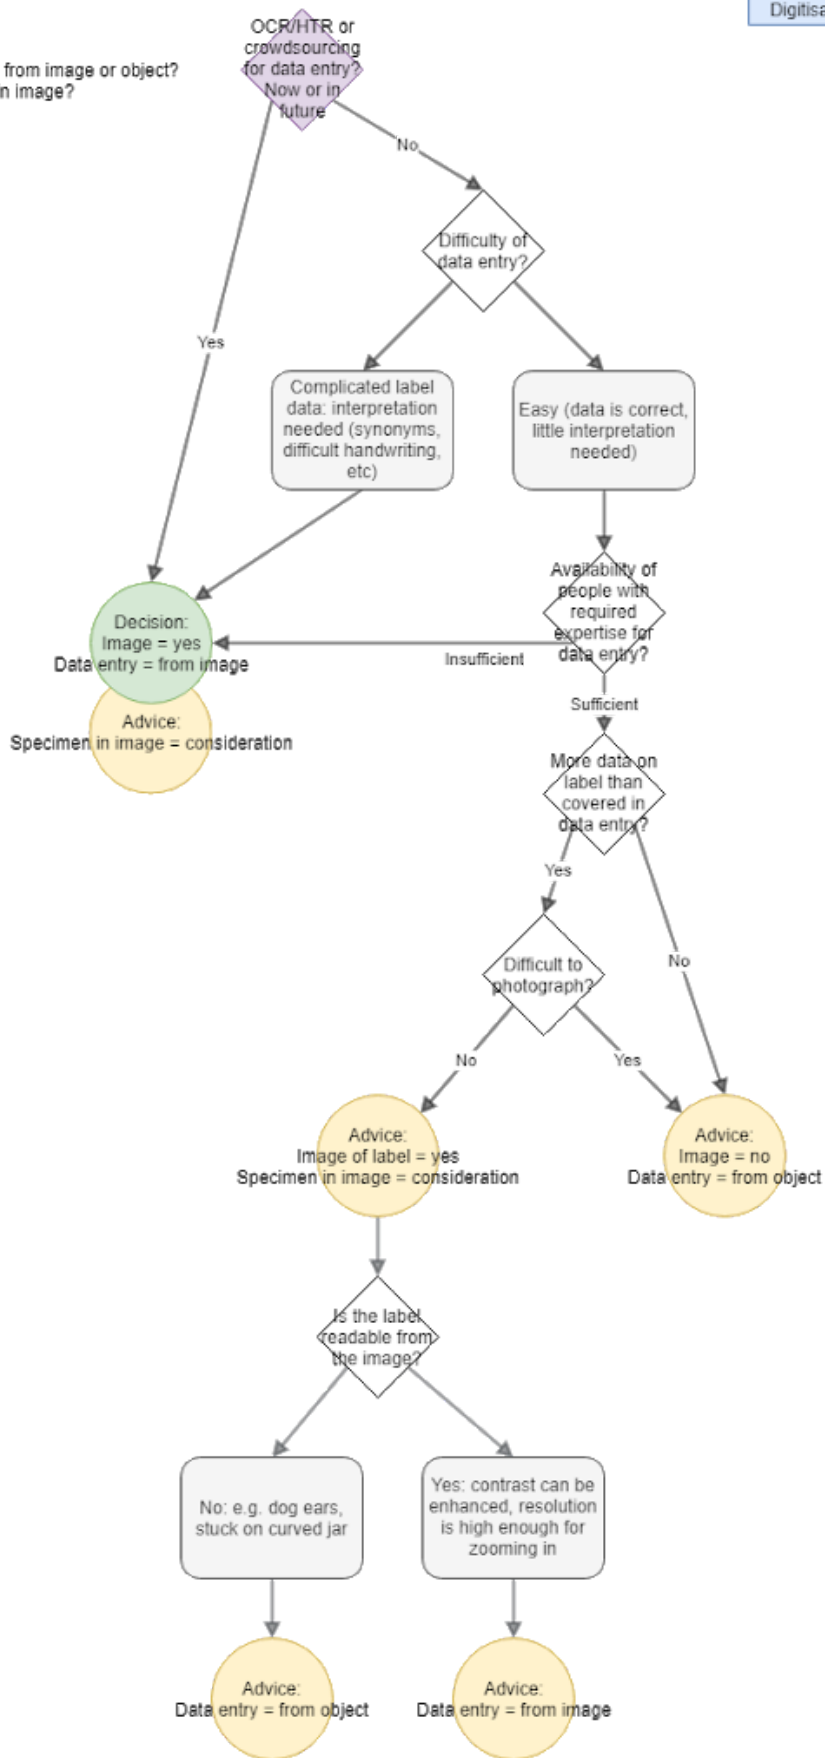 Digitisa
from image or object?
n image?
OCR/HTR or
crowdsourcing
for data entry?
Now or in
future
No
Difficulty of
data entry?
Yes
Complicated label
data: interpretation
needed (synonyms,
difficult handwriting,
etc)
Easy (data is correct,
little interpretation
needed)
Availability of
people with
required
expertise for
data entry?
Decision:
Image = yes
Data entry = from image
Insufficient
Sufficient
Advice:
Specimen in image = consideration
More data on
label than
covered in
data entry?
Yes
No
Difficult to
photograph?
No
Yes
Advice:
Image of label = yes
Specimen in image = consideration
Advice:
Image = no
Data entry = from object
Is the label
readable from
the image?
No: e.g. dog ears,
stuck on curved jar
Yes: contrast can be
enhanced, resolution
is high enough for
zooming in
Advice:
Data entry = from object
Advice:
Data entry = from image